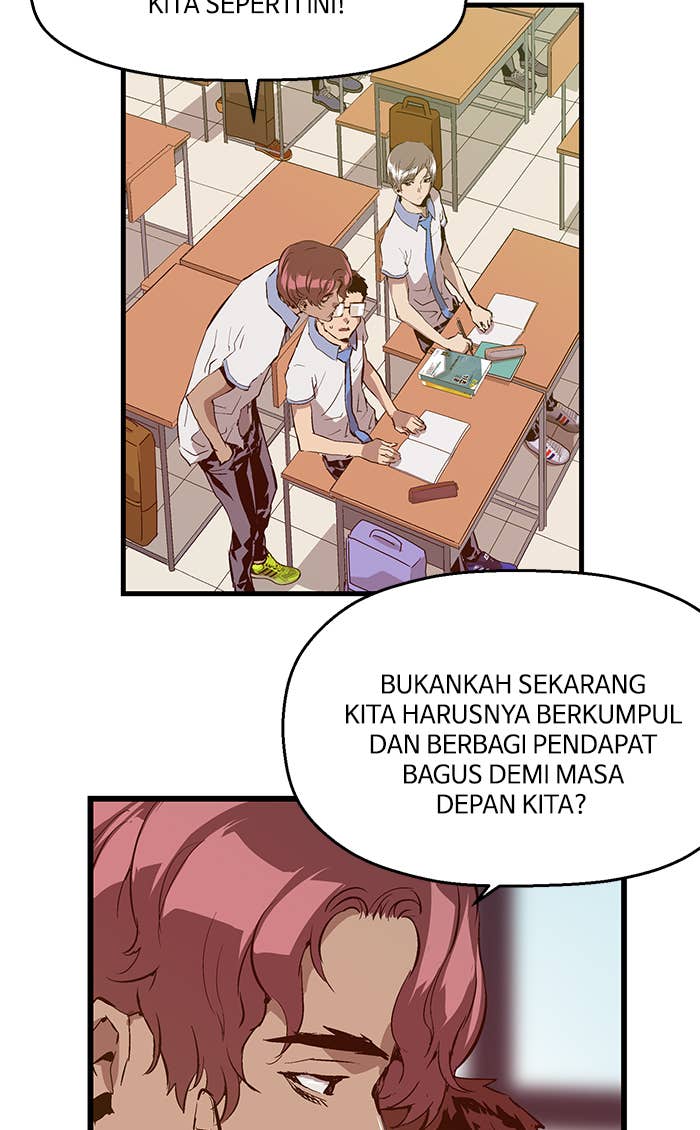 KITA SEPERTI INI!
BUKANKAH SEKARANG
KITA HARUSNYA BERKUMPUL
DAN BERBAGI PENDAPAT
BAGUS DEMI MASA
DEPAN KITA?